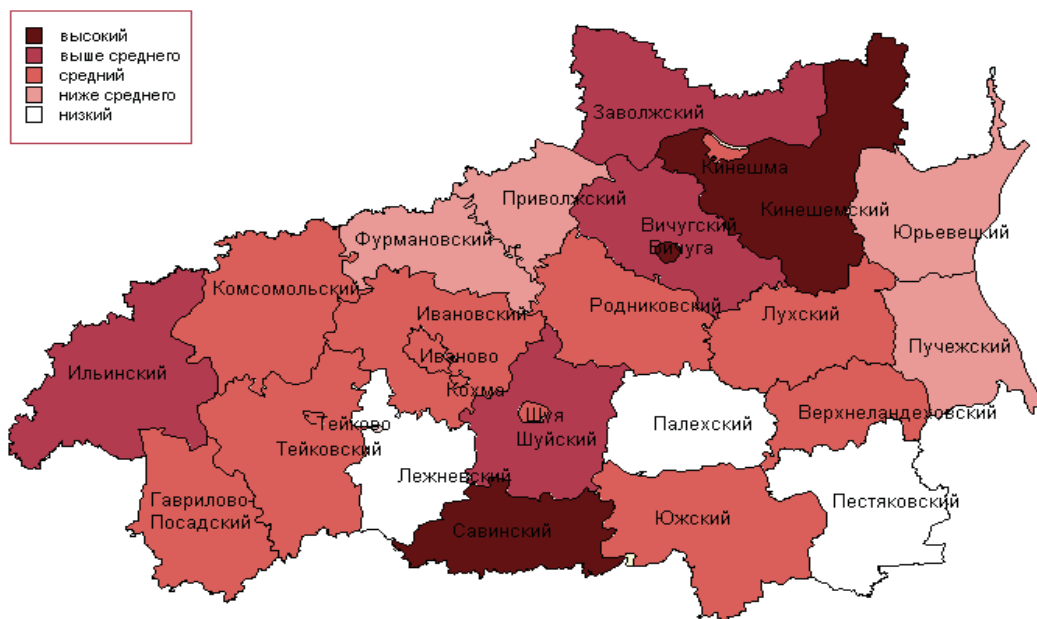 высокий
выше среднего
средний
ниже среднего
низкий
Заволжский
Кинешма
Приволжский
Кинешемский
Вичугский
Вичуга
Юрьевецкий
Фурмановский
Комсомольский
Родниковский
Ивановский
Лухский
Пучежский
Иваново
Ильинский
Кохма
Шуя
Верхнеландеховский
Тейково
Палехский
Шуйский
Тейковский
Лежневский
Гаврилово-
Посадский
Пестяковский
Южский
Савинский